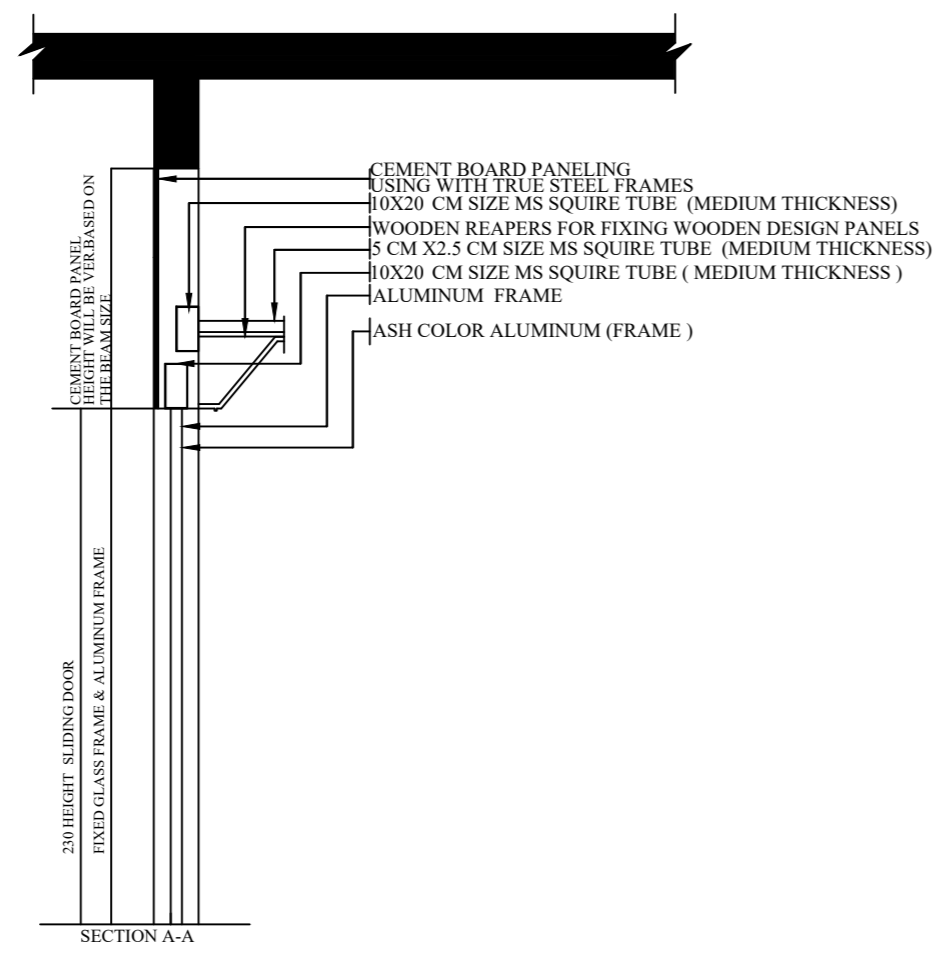 CEMENT BOARD PANELING
USING WITH TRUE STEEL FRAMES
10X20 CM SIZE MS SQUIRE TUBE (MEDIUM THICKNESS)
WOODEN REAPERS FOR FIXING WOODEN DESIGN PANELS
5 CM X2.5 CM SIZE MS SQUIRE TUBE (MEDIUM THICKNESS)
10X20 CM SIZE MS SQUIRE TUBE ( MEDIUM THICKNESS )
ALUMINUM FRAME
ASH COLOR ALUMINUM (FRAME )
CEMENT BOARD PANEL
HEIGHT WILL BE VER.BASED ON
THE BEAM SIZE
230 HEIGHT SLIDING DOOR
FIXED GLASS FRAME & ALUMINUM FRAME
SECTION A-A